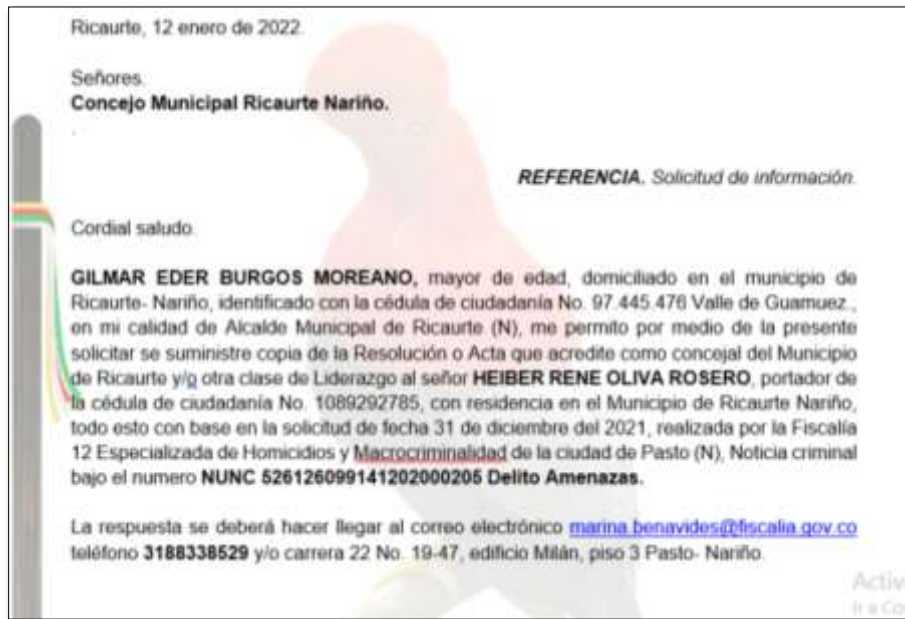 Ricaurte, 12 enero de 2022.
Señores.
Concejo Municipal Ricaurte Nariño.
.
REFERENCIA. Solicitud de información.
Cordial saludo.
GILMAR EDER BURGOS MOREANO, mayor de edad, domiciliado en el municipio de
Ricaurte- Nariño, identificado con la cédula de ciudadanía No. 97.445.476 Valle de Guamuez.,
en mi calidad de Alcalde Municipal de Ricaurte (N), me permito por medio de la presente
solicitar se suministre copia de la Resolución o Acta que acredite como concejal del Municipio
de Ricaurte y/o otra clase de Liderazgo al señor HEIBER RENE OLIVA ROSERO, portador de
la cédula de ciudadanía No. 1089292785, con residencia en el Municipio de Ricaurte Nariño,
todo esto con base en la solicitud de fecha 31 de diciembre del 2021, realizada por la Fiscalía
12 Especializada de Homicidios y Macrocriminalidad de la ciudad de Pasto (N), Noticia criminal
bajo el numero NUNC 526126099141202000205 Delito Amenazas.
La respuesta se deberá hacer llegar al correo electrónico marina.benavides@fiscalia.gov.co
teléfono 3188338529 y/o carrera 22 No. 19-47, edificio Milán, piso 3 Pasto- Nariño.
Activ
Ir a Co